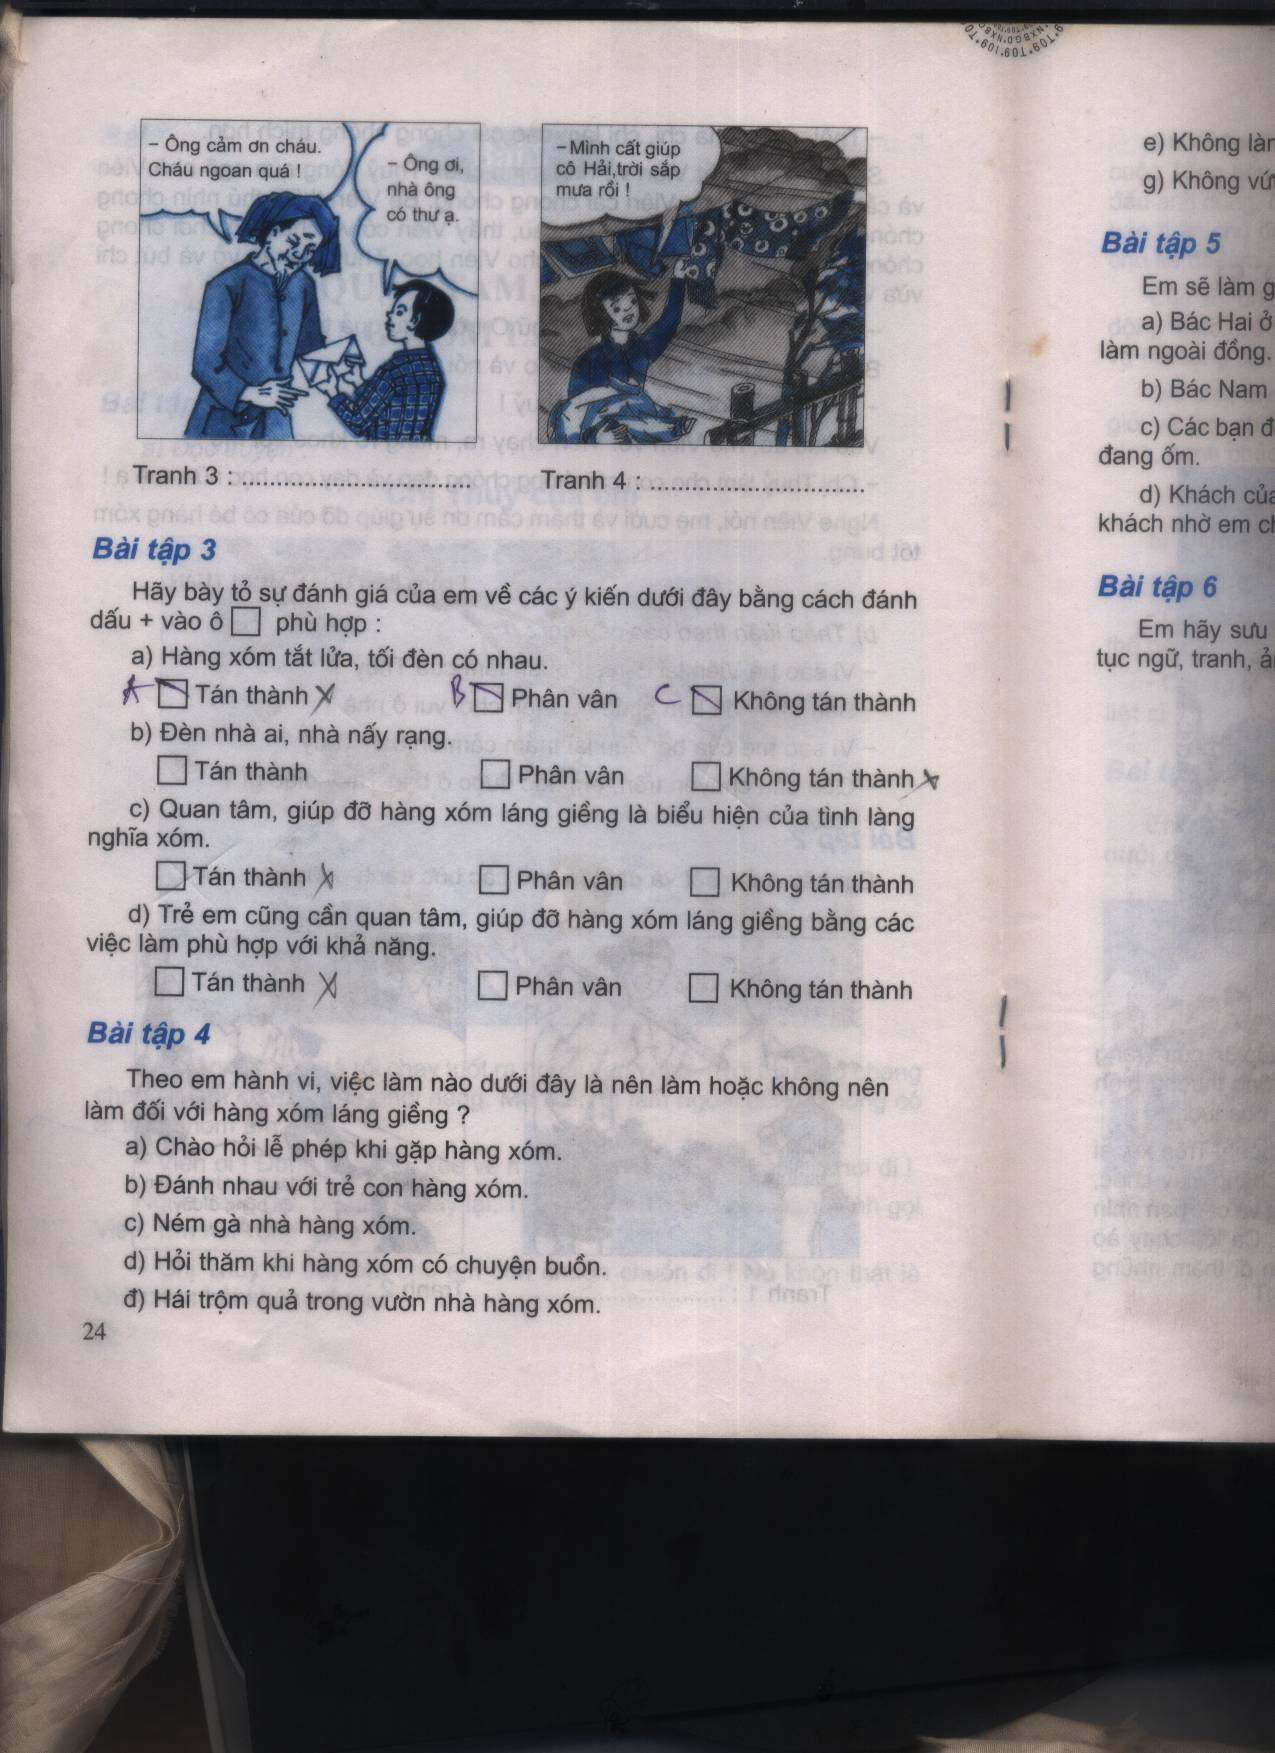 - Ông cảm ơn cháu.
Cháu ngoan quá !
- Ông ơi,
nhà ông
có thư ạ.
- Mình cất giúp
cô Hải,trời sắp
mưa rồi !
Tranh 3 : ..............................
Tranh 4 : ..............................
Bài tập 3
Hãy bày tỏ sự đánh giá của em về các ý kiến dưới đây bằng cách đánh
dấu + vào ô □ phù hợp :
a) Hàng xóm tắt lửa, tối đèn có nhau.
A □ Tán thành X B □ Phân vân C □ Không tán thành
b) Đèn nhà ai, nhà nấy rạng.
□ Tán thành □ Phân vân □ Không tán thành X
c) Quan tâm, giúp đỡ hàng xóm láng giềng là biểu hiện của tình làng
nghĩa xóm.
□ Tán thành X □ Phân vân □ Không tán thành
d) Trẻ em cũng cần quan tâm, giúp đỡ hàng xóm láng giềng bằng các
việc làm phù hợp với khả năng.
□ Tán thành X □ Phân vân □ Không tán thành
Bài tập 4
Theo em hành vi, việc làm nào dưới đây là nên làm hoặc không nên
làm đối với hàng xóm láng giềng ?
a) Chào hỏi lễ phép khi gặp hàng xóm.
b) Đánh nhau với trẻ con hàng xóm.
c) Ném gà nhà hàng xóm.
d) Hỏi thăm khi hàng xóm có chuyện buồn.
đ) Hái trộm quả trong vườn nhà hàng xóm.
24
e) Không
g) Không
Bài tập 5
Em sẽ làm
a) Bác Hai ở
làm ngoài đồng.
b) Bác Nam
c) Các bạn
đang ốm.
d) Khách của
khách nhờ em
Bài tập 6
Em hãy sưu
tục ngữ, tranh,